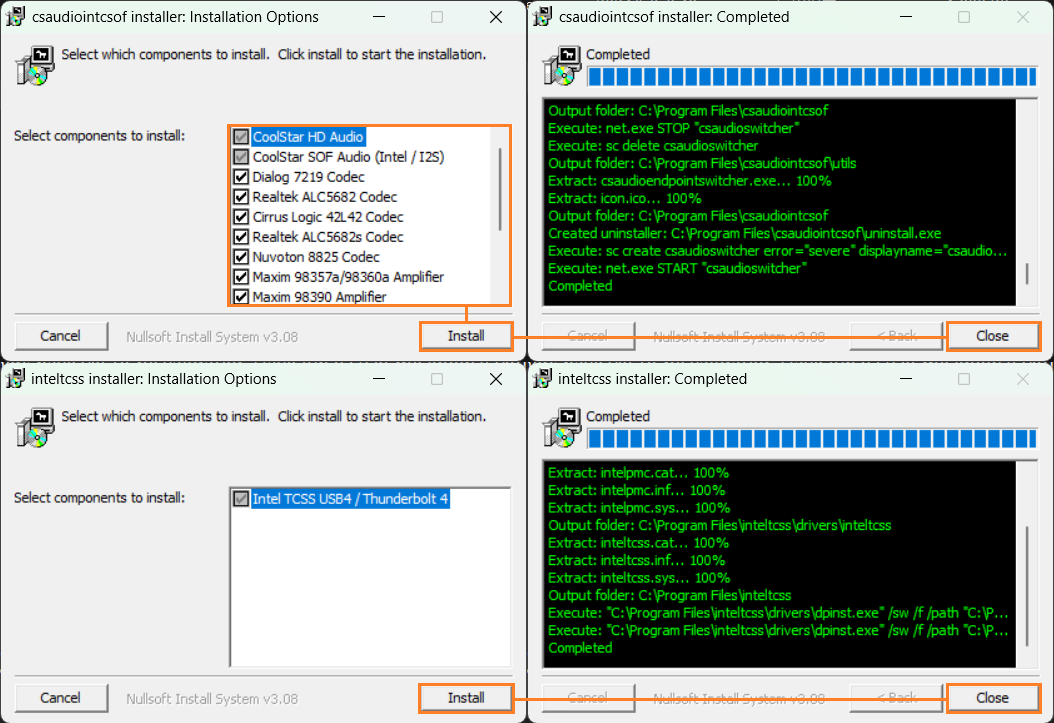 csaudiointcsof installer: Installation Options
Select which components to install.  Click install to start the installation.
Select components to install:
CoolStar HD Audio
CoolStar SOF Audio (Intel / I2S)
Dialog 7219 Codec
Realtek ALC5682 Codec
Cirrus Logic 42L42 Codec
Realtek ALC5682s Codec
Nuvoton 8825 Codec
Maxim 98357a/98360a Amplifier
Maxim 98390 Amplifier
Cancel
Nullsoft Install System v3.08
Install
csaudiointcsof installer: Completed
Completed
Output folder: C:\Program Files\csaudiointcsof
Execute: net.exe STOP "csaudioswitcher"
Execute: sc delete csaudioswitcher
Output folder: C:\Program Files\csaudiointcsof\utils
Extract: csaudioendpointswitcher.exe... 100%
Extract: icon.ico... 100%
Output folder: C:\Program Files\csaudiointcsof
Created uninstaller: C:\Program Files\csaudiointcsof\uninstall.exe
Execute: sc create csaudioswitcher error="severe" displayname="csaudio...
Execute: net.exe START "csaudioswitcher"
Completed
Cancel
Nullsoft Install System v3.08
< Back
Close
inteltcss installer: Installation Options
Select which components to install.  Click install to start the installation.
Select components to install:
Intel TCSS USB4 / Thunderbolt 4
Cancel
Nullsoft Install System v3.08
Install
inteltcss installer: Completed
Completed
Extract: intelpmc.cat... 100%
Extract: intelpmc.inf... 100%
Extract: intelpmc.sys... 100%
Output folder: C:\Program Files\inteltcss\drivers\inteltcss
Extract: inteltcss.cat... 100%
Extract: inteltcss.inf... 100%
Extract: inteltcss.sys... 100%
Output folder: C:\Program Files\inteltcss
Execute: "C:\Program Files\inteltcss\drivers\dpinst.exe" /sw /f /path "C:\P...
Execute: "C:\Program Files\inteltcss\drivers\dpinst.exe" /sw /f /path "C:\P...
Completed
Cancel
Nullsoft Install System v3.08
< Back
Close